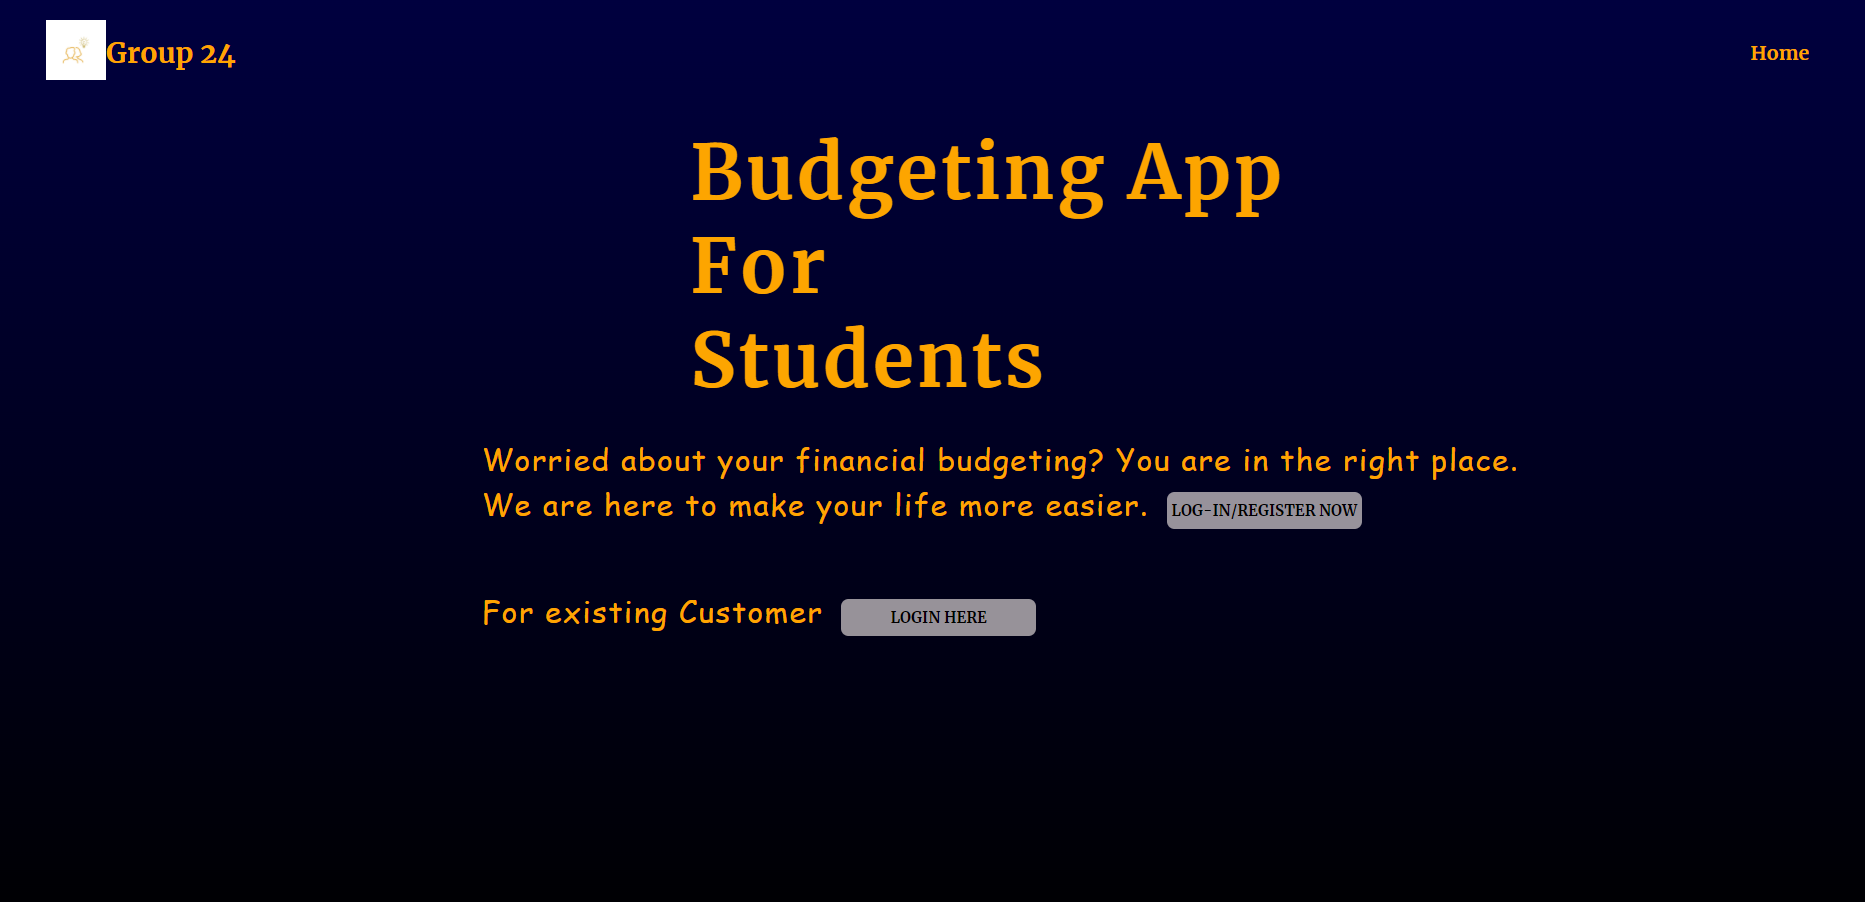 Group 24
Home
Budgeting App
For
Students
Worried about your financial budgeting? You are in the right place.
We are here to make your life more easier. LOG-IN/REGISTER NOW
For existing Customer LOGIN HERE